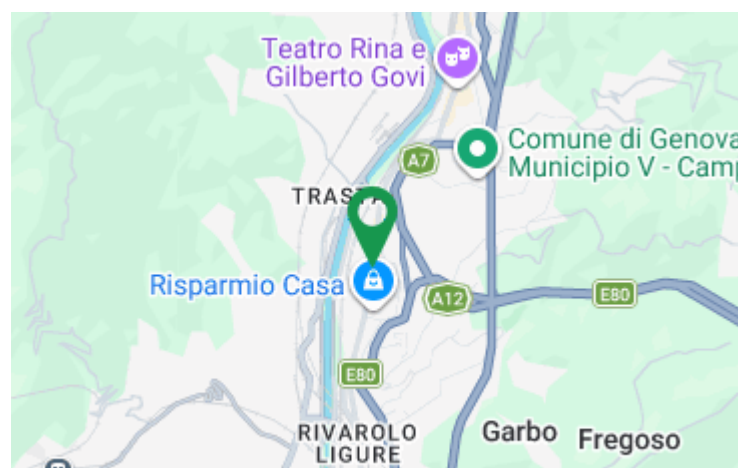 Teatro Rina e
Gilberto Govi
Comune di Genova
Municipio V - Camp
A7
Risparmio Casa
A12
E80
E80
RIVAROLO
LIGURE
Garbo
Fregoso